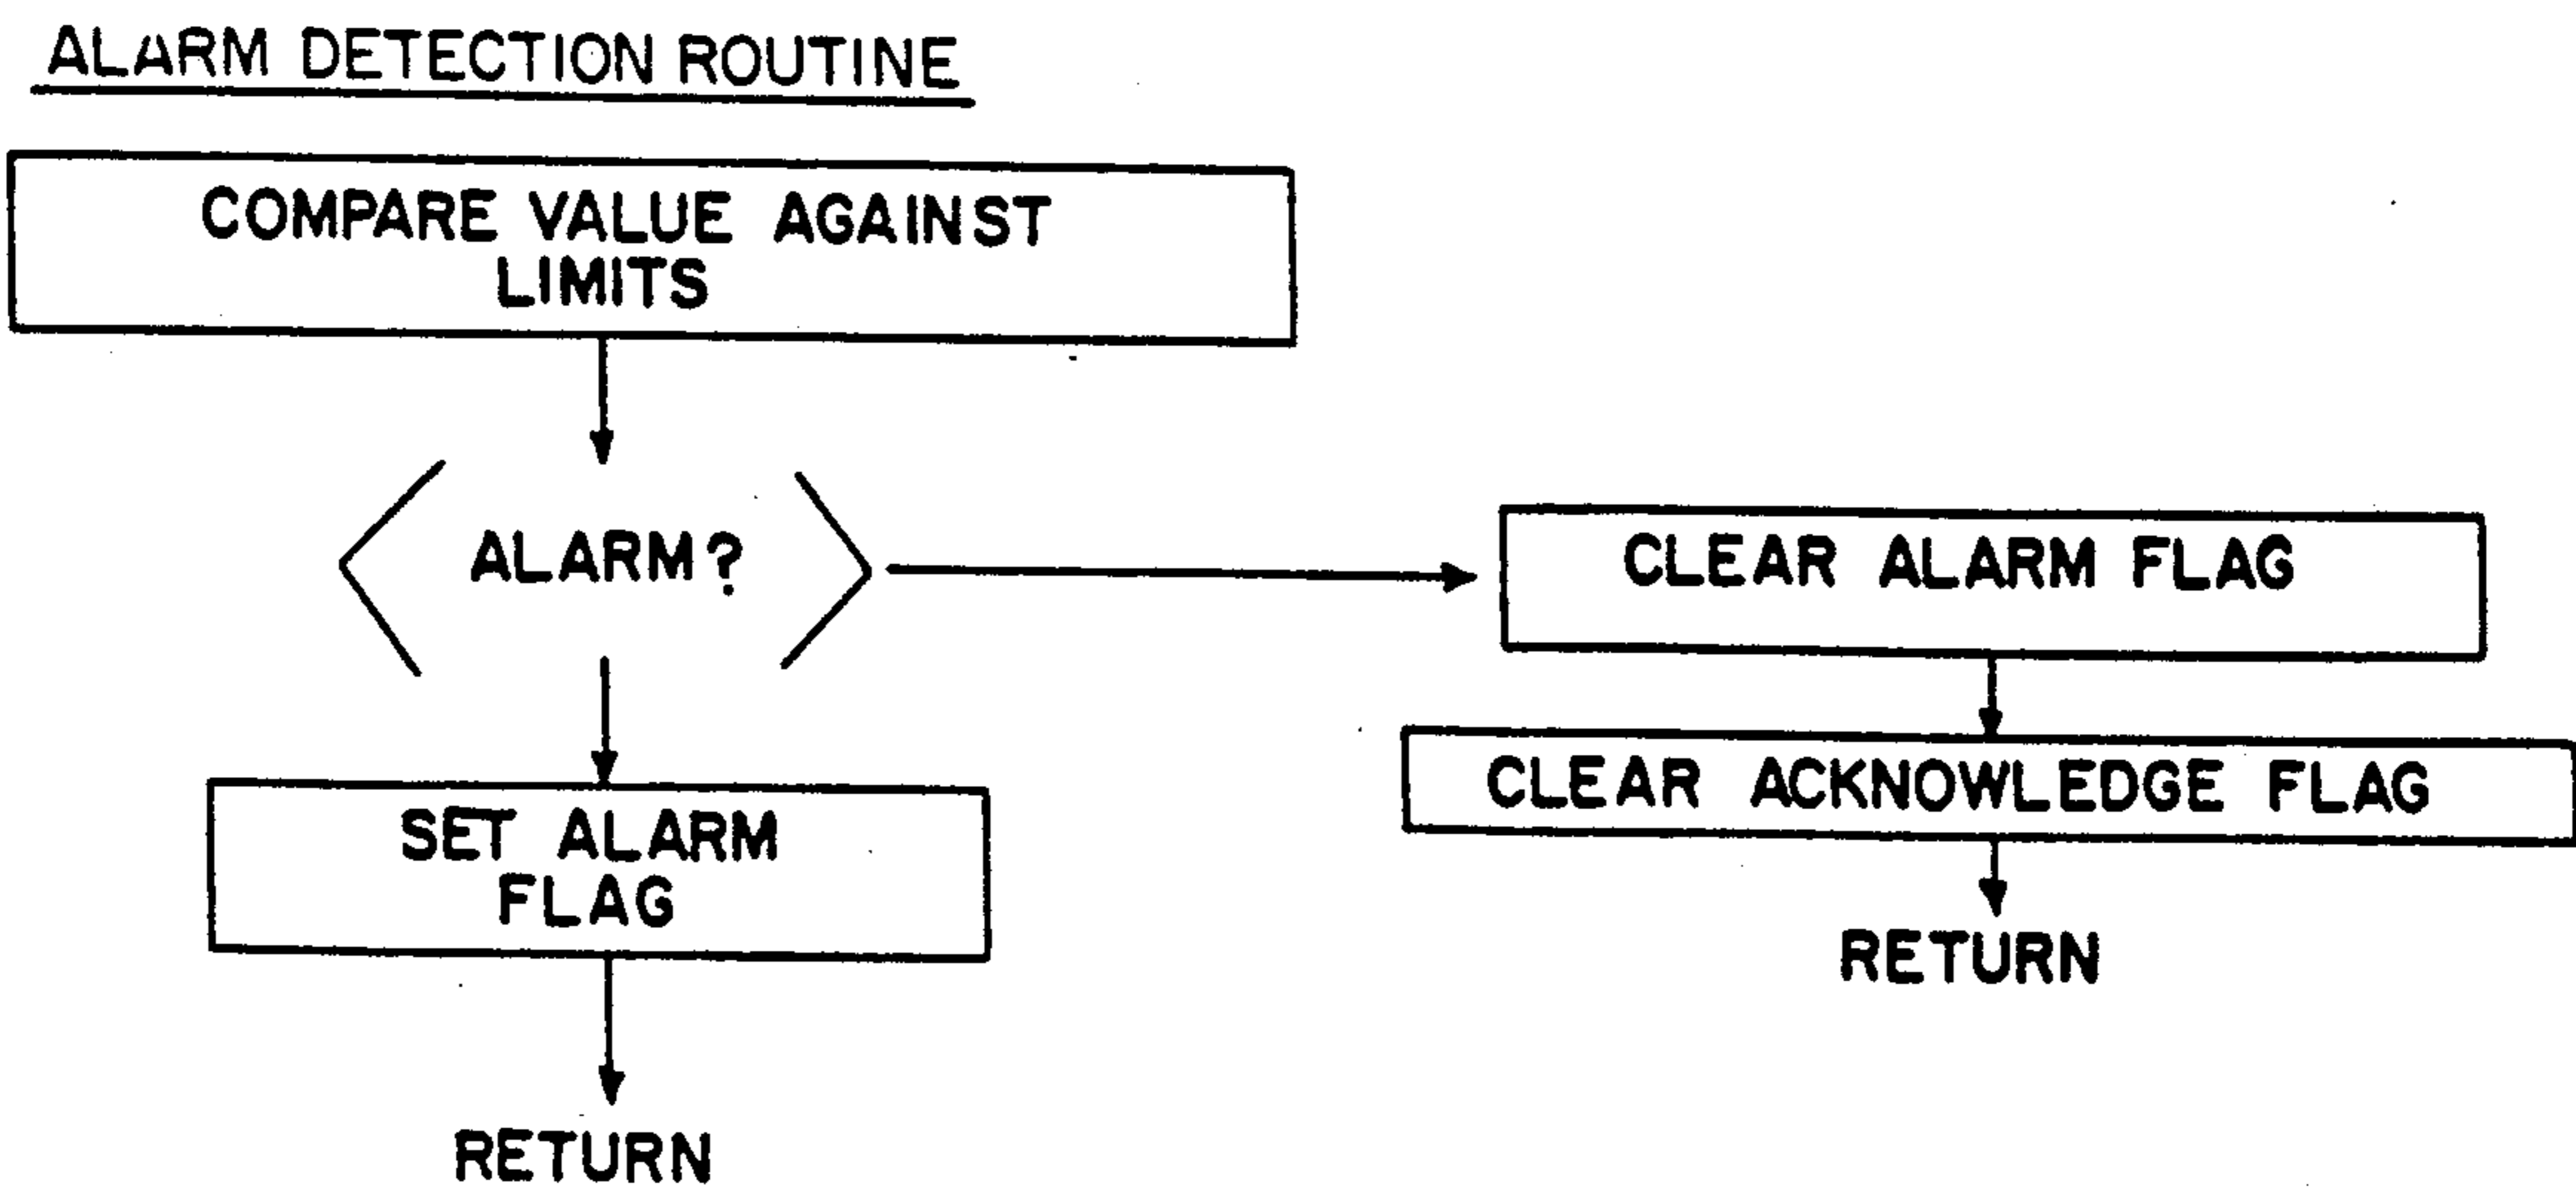 ALARM DETECTION ROUTINE
COMPARE VALUE AGAINST
LIMITS
ALARM?
CLEAR ALARM FLAG
CLEAR ACKNOWLEDGE FLAG
RETURN
SET ALARM
FLAG
RETURN